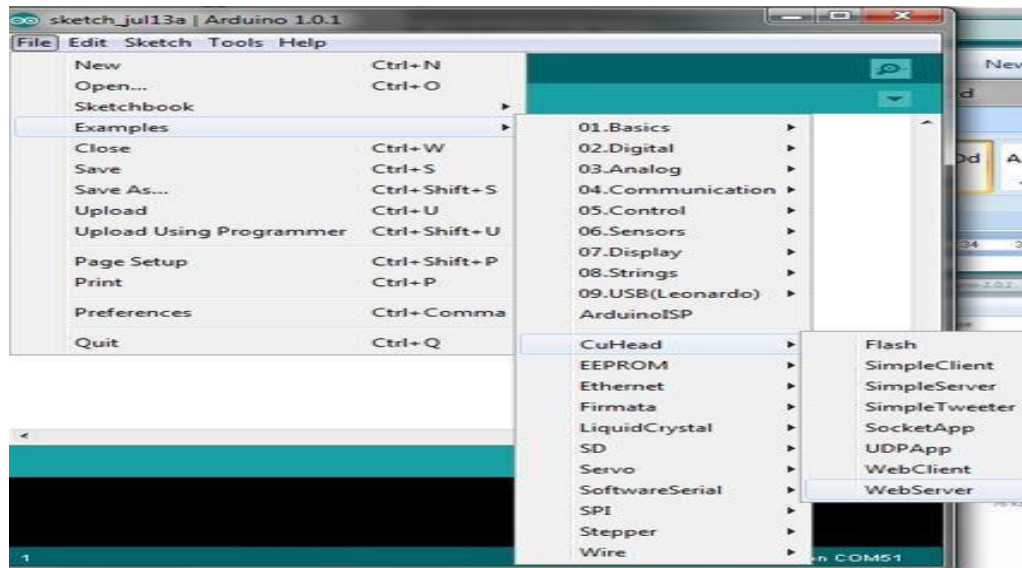 sketch_jul13a | Arduino 1.0.1
File Edit Sketch Tools Help
New Ctrl+N
Open... Ctrl+O
Sketchbook
Examples
Close Ctrl+W
Save Ctrl+S
Save As... Ctrl+Shift+S
Upload Ctrl+U
Upload Using Programmer Ctrl+Shift+U
Page Setup Ctrl+Shift+P
Print Ctrl+P
Preferences Ctrl+Comma
Quit Ctrl+Q
01.Basics
02.Digital
03.Analog
04.Communication
05.Control
06.Sensors
07.Display
08.Strings
09.USB(Leonardo)
ArduinoISP
CuHead
EEPROM
Ethernet
Firmata
LiquidCrystal
SD
Servo
SoftwareSerial
SPI
Stepper
Wire
Flash
SimpleClient
SimpleServer
SimpleTweeter
SocketApp
UDPApp
WebClient
WebServer
1
on COM51
New
34